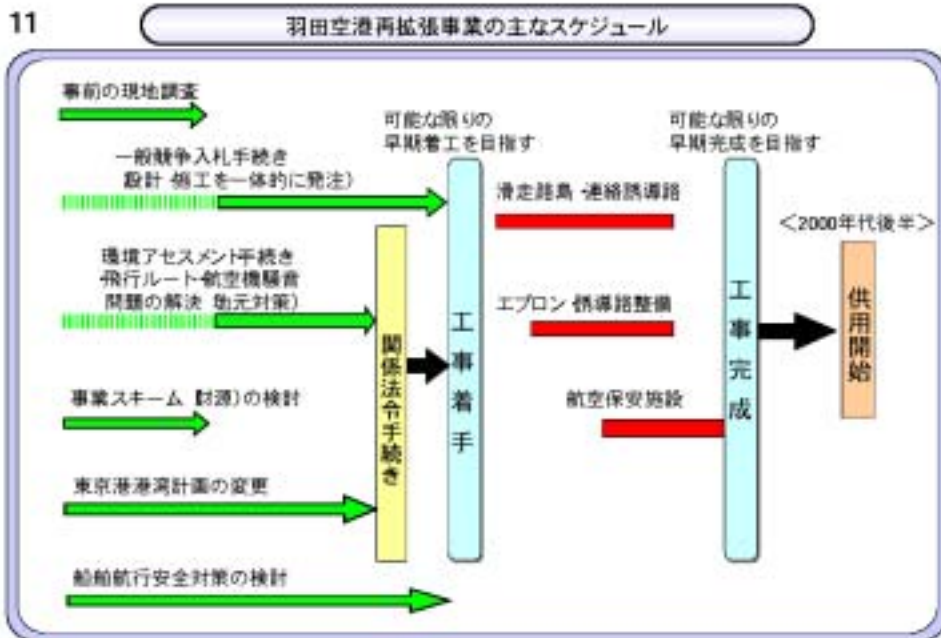 11
羽田空港再拡張事業の主なスケジュール
事前の現地調査
一般競争入札手続き
設計・施工を一体的に発注)
環境アセスメント手続き
飛行ルート・航空機騒音
問題の解決 地元対策)
事業スキーム 財源)の検討
東京港港湾計画の変更
船舶航行安全対策の検討
関係法令手続き
可能な限りの
早期着工を目指す
工事着手
滑走路島・連絡誘導路
エプロン・誘導路整備
航空保安施設
可能な限りの
早期完成を目指す
工事完成
<2000年代後半>
供用開始